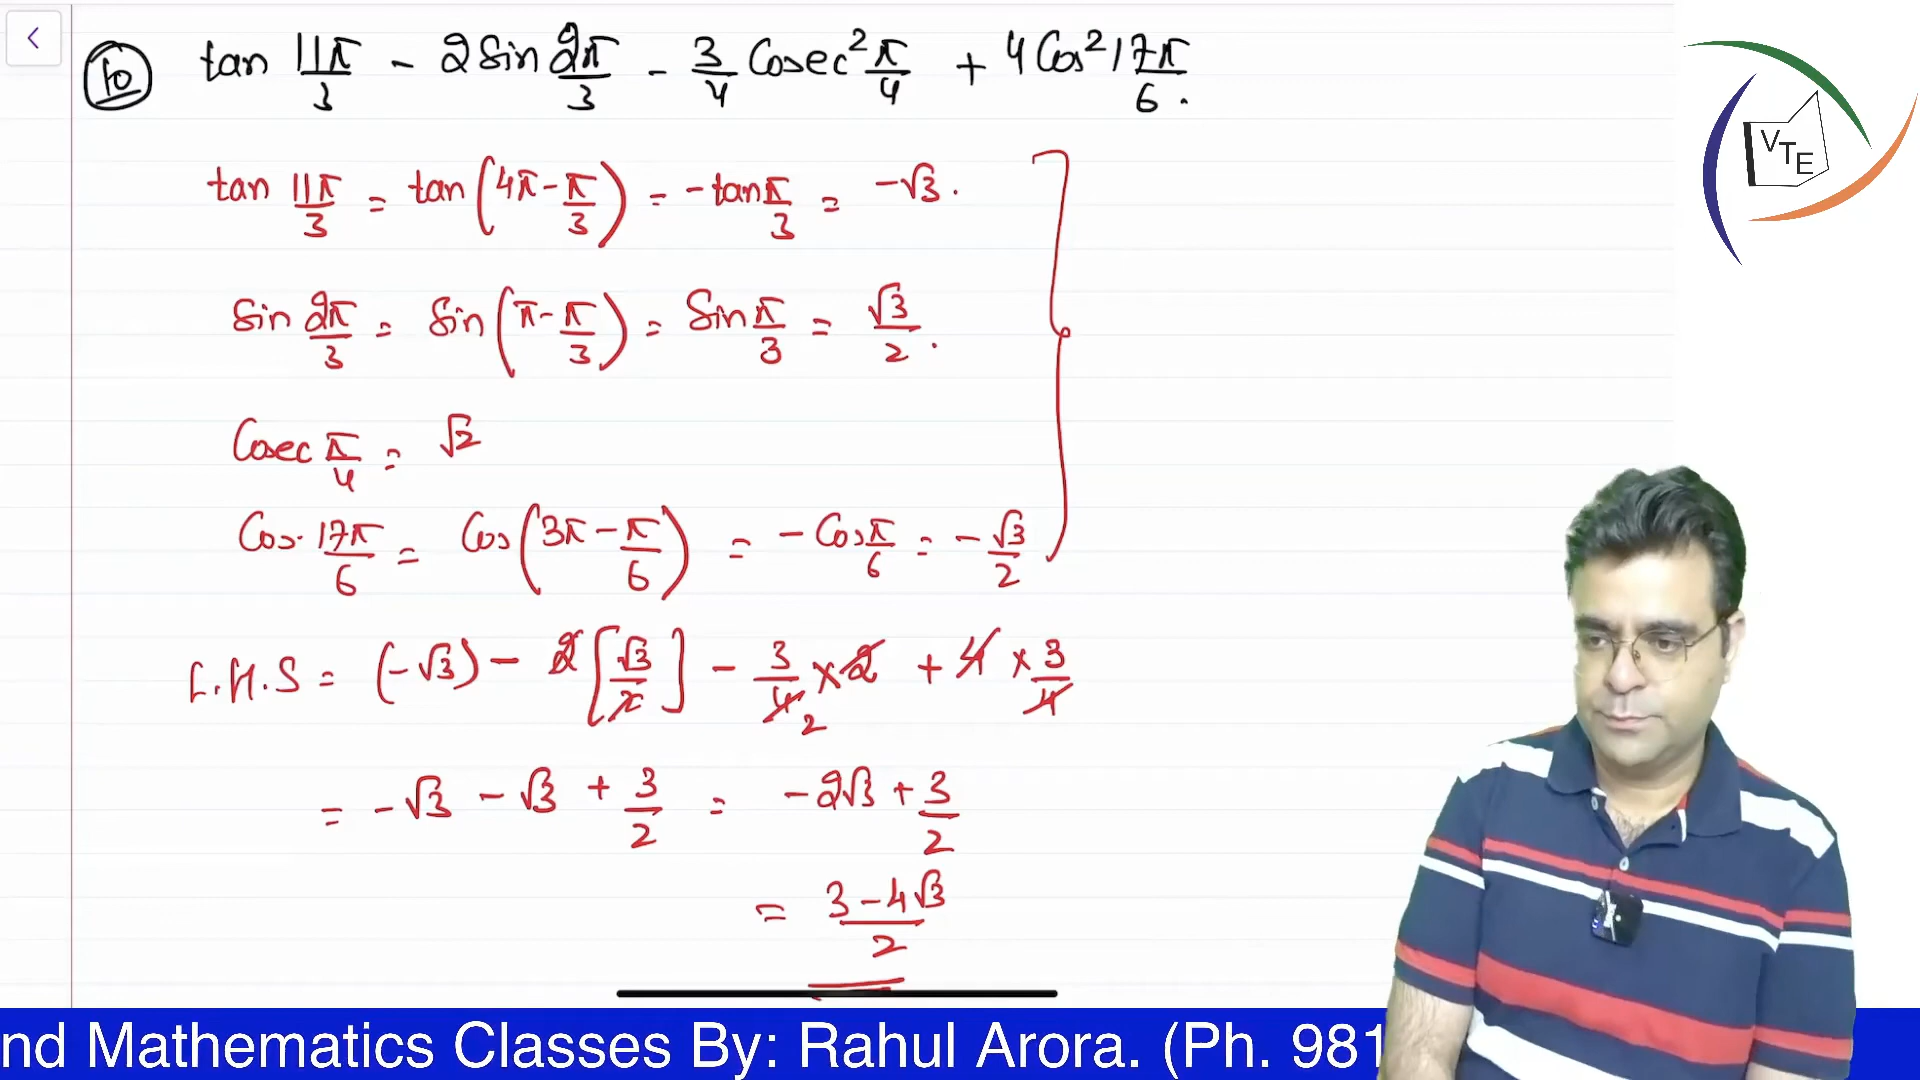 10 tan 11π/3 - 2 Sin 2π/3 - 3/4 Cosec² π/4 + 4 Cos² 17π/6.
tan 11π/3 = tan(4π - π/3) = - tan π/3 = -√3.
Sin 2π/3 = Sin(π - π/3) = Sin π/3 = √3/2.
Cosec π/4 = √2
Cos 17π/6 = Cos(3π - π/6) = - Cos π/6 = - √3/2
L.H.S = (-√3) - 2[√3/2] - 3/4 2 × 2 + 4 × 3/4
= -√3 - √3 + 3/2 = -2√3 + 3/2
= 3 - 4√3 / 2
VTE
nd Mathematics Classes By: Rahul Arora. (Ph. 981